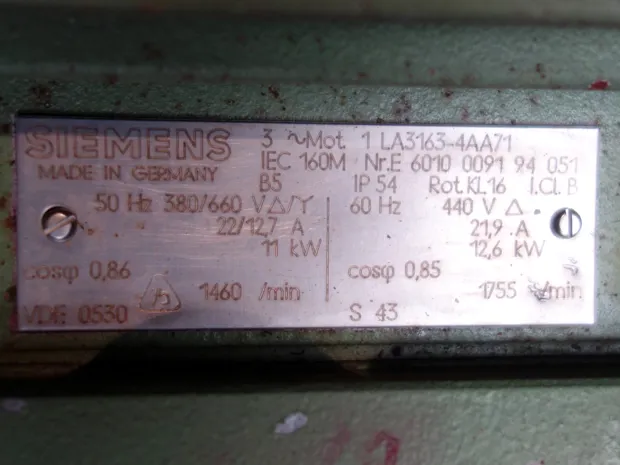 SIEMENS 3 ~Mot. 1 LA3163-4AA71
MADE IN GERMANY IEC 160M Nr.E 6010 0091 94 051
B5 IP 54 Rot.Kl.16 I.Cl.B
50 Hz 380/660 V△/Y 60 Hz 440 V △
22/12,7 A 21,9 A
11 kW 12,6 kW
cosφ 0,86 cosφ 0,85
1460 /min 1755 /min
VDE 0530 S 43